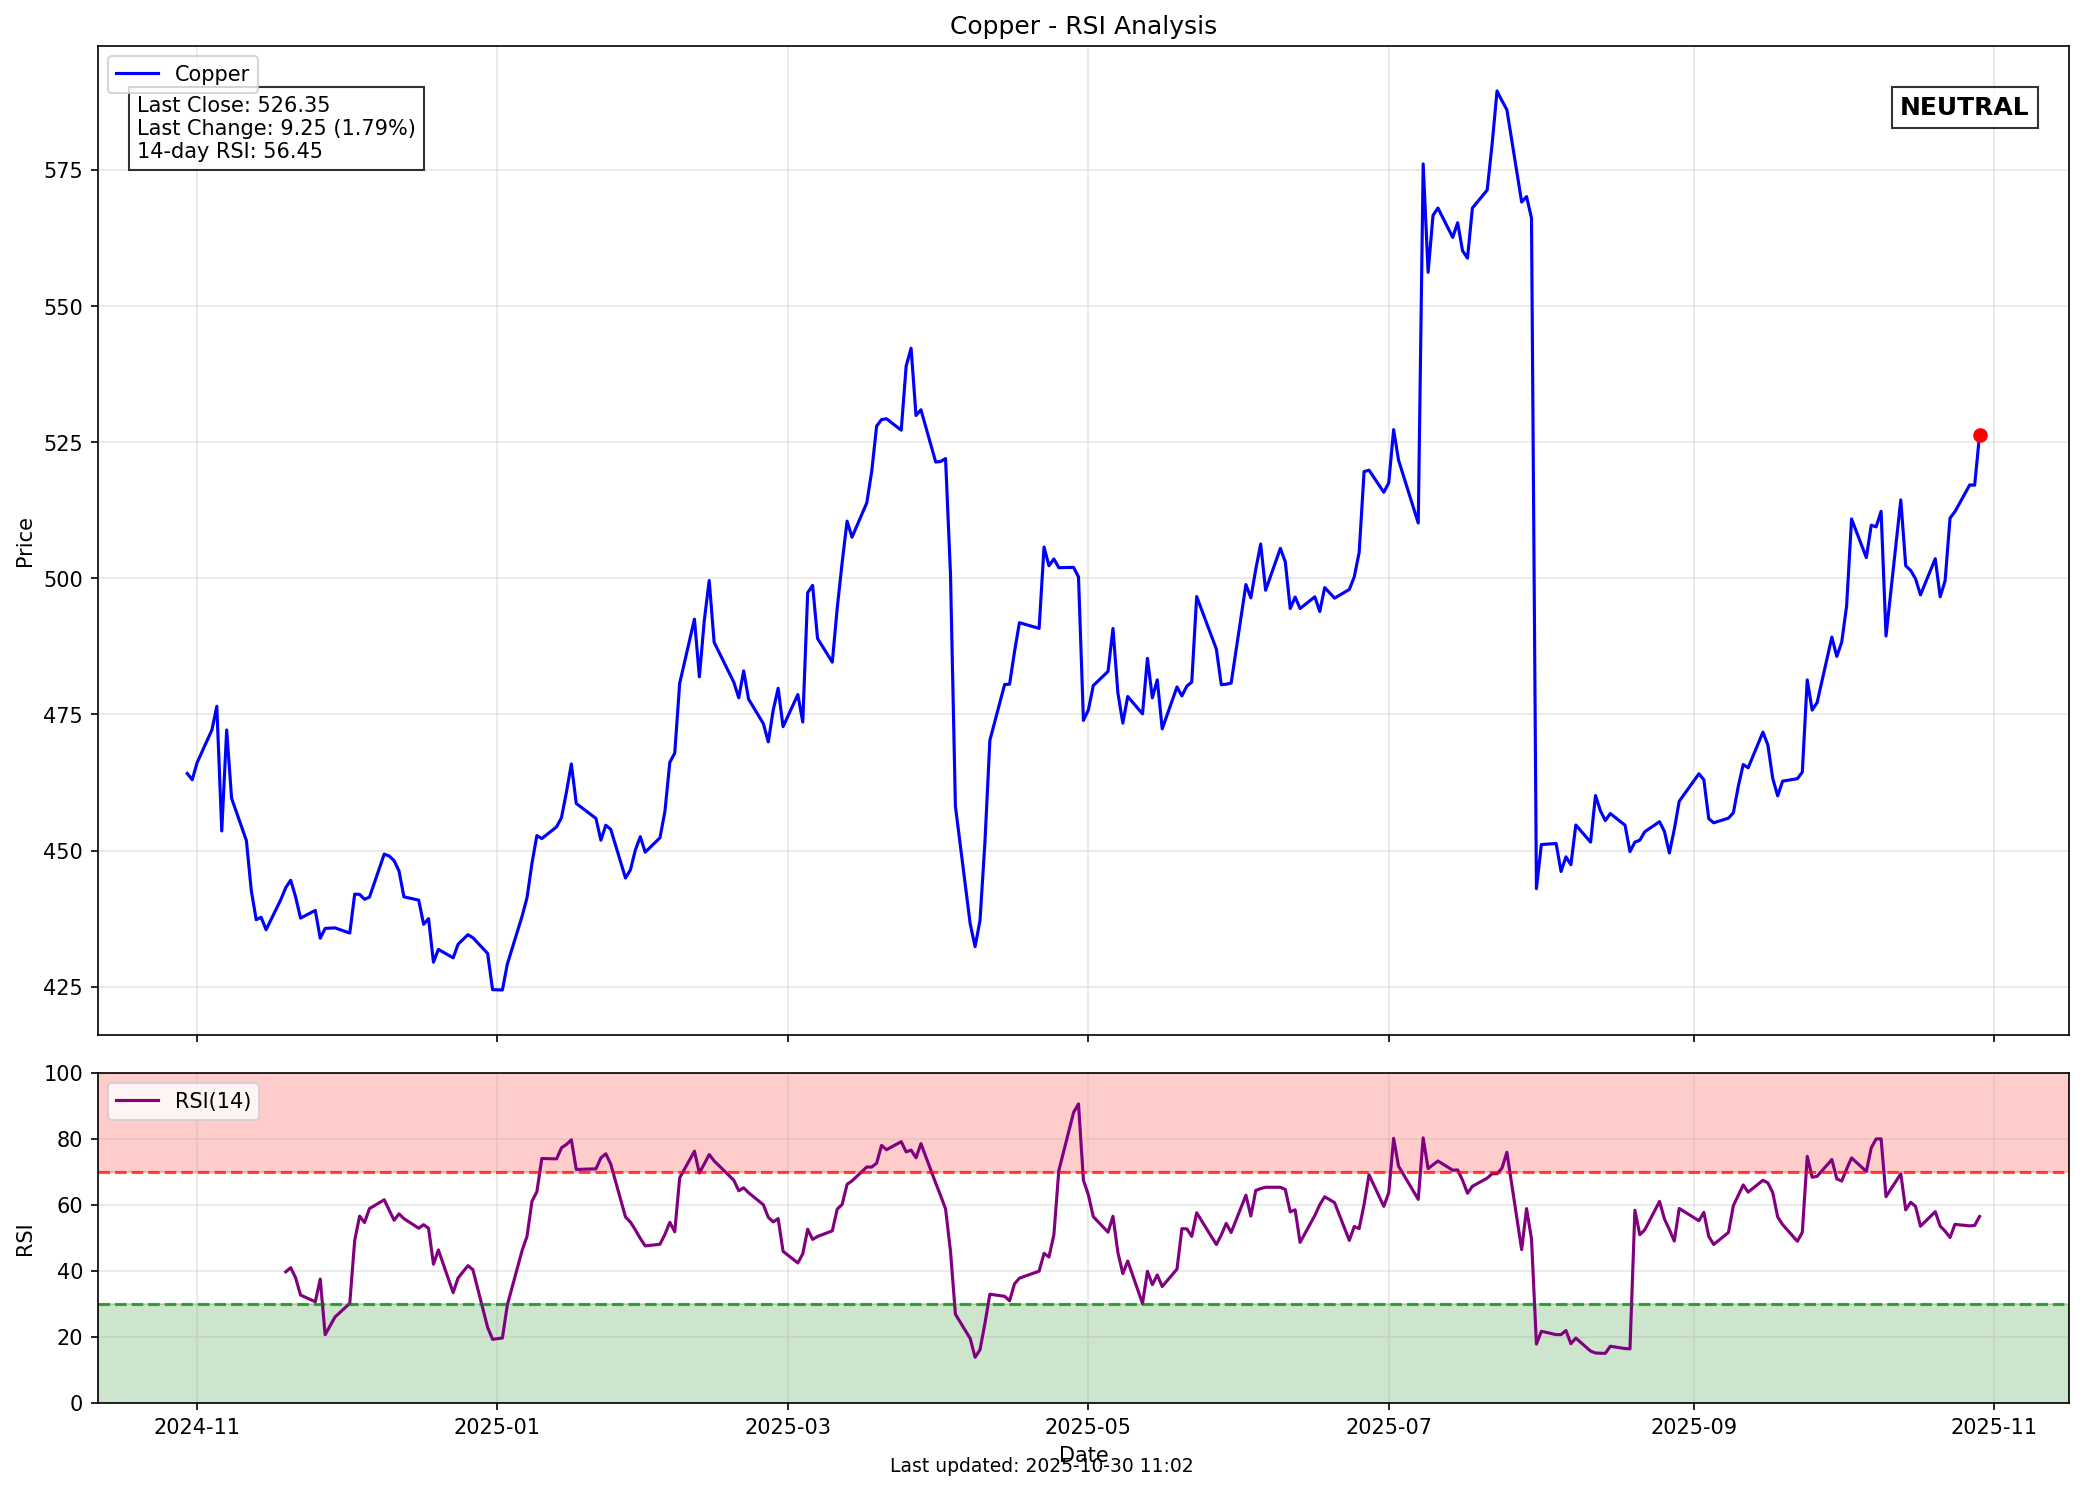 Copper - RSI Analysis
Copper
Last Close: 526.35
Last Change: 9.25 (1.79%)
14-day RSI: 56.45
NEUTRAL
Price
575
550
525
500
475
450
425
RSI
100
80
60
40
20
0
RSI(14)
2024-11
2025-01
2025-03
2025-05
2025-07
2025-09
2025-11
Date
Last updated: 2025-10-30 11:02